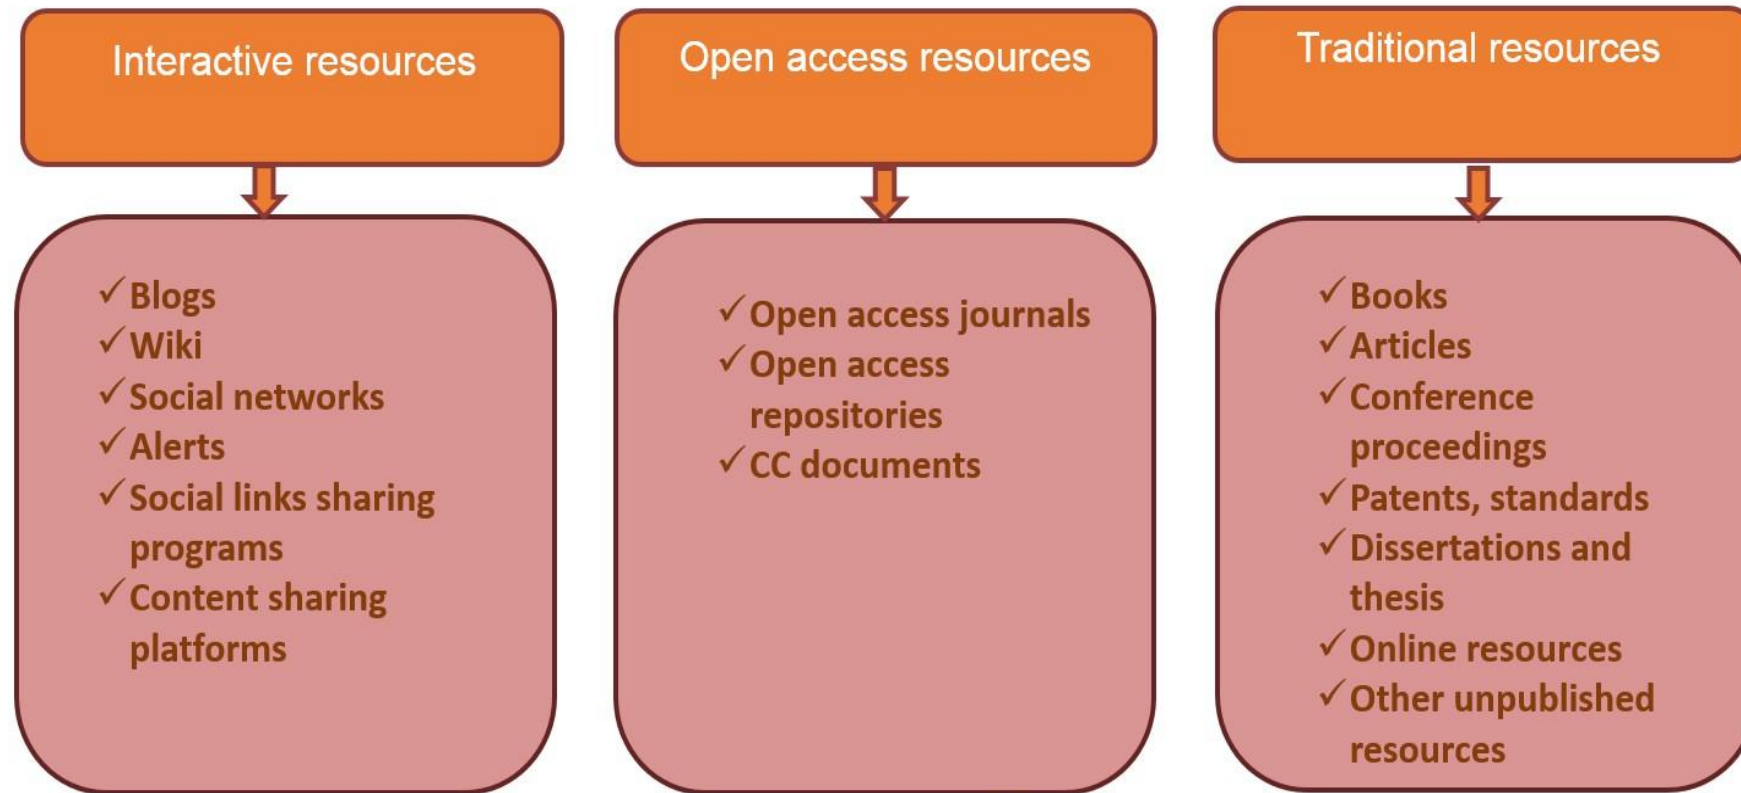 Interactive resources
✓ Blogs
✓ Wiki
✓ Social networks
✓ Alerts
✓ Social links sharing
programs
✓ Content sharing
platforms
Open access resources
✓ Open access journals
✓ Open access
repositories
✓ CC documents
Traditional resources
✓ Books
✓ Articles
✓ Conference
proceedings
✓ Patents, standards
✓ Dissertations and
thesis
✓ Online resources
✓ Other unpublished
resources